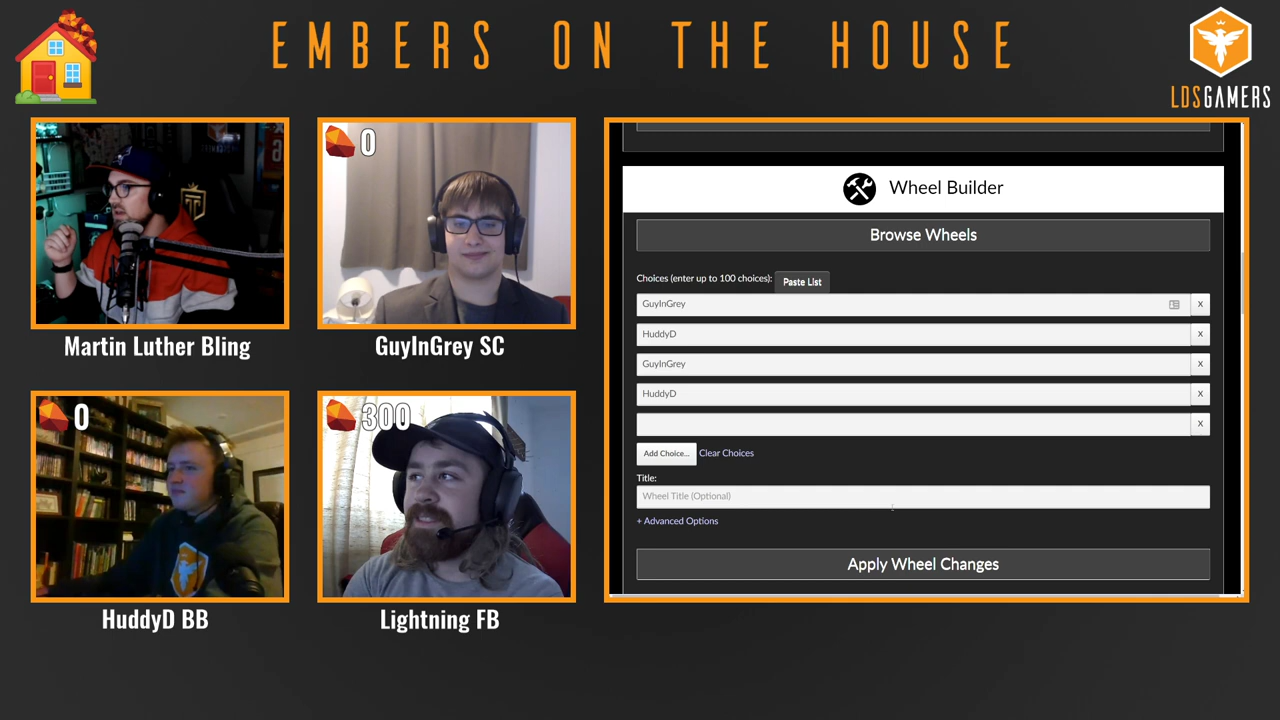 EMBERS ON THE HOUSE
LDSGAMERS
0
Martin Luther Bling
GuyInGrey SC
0
300
HuddyD BB
Lightning FB
Wheel Builder
Browse Wheels
Choices (enter up to 100 choices):
Paste List
GuyInGrey
X
HuddyD
X
GuyInGrey
X
HuddyD
X
X
Add Choice...
Clear Choices
Title:
Wheel Title (Optional)
+ Advanced Options
Apply Wheel Changes